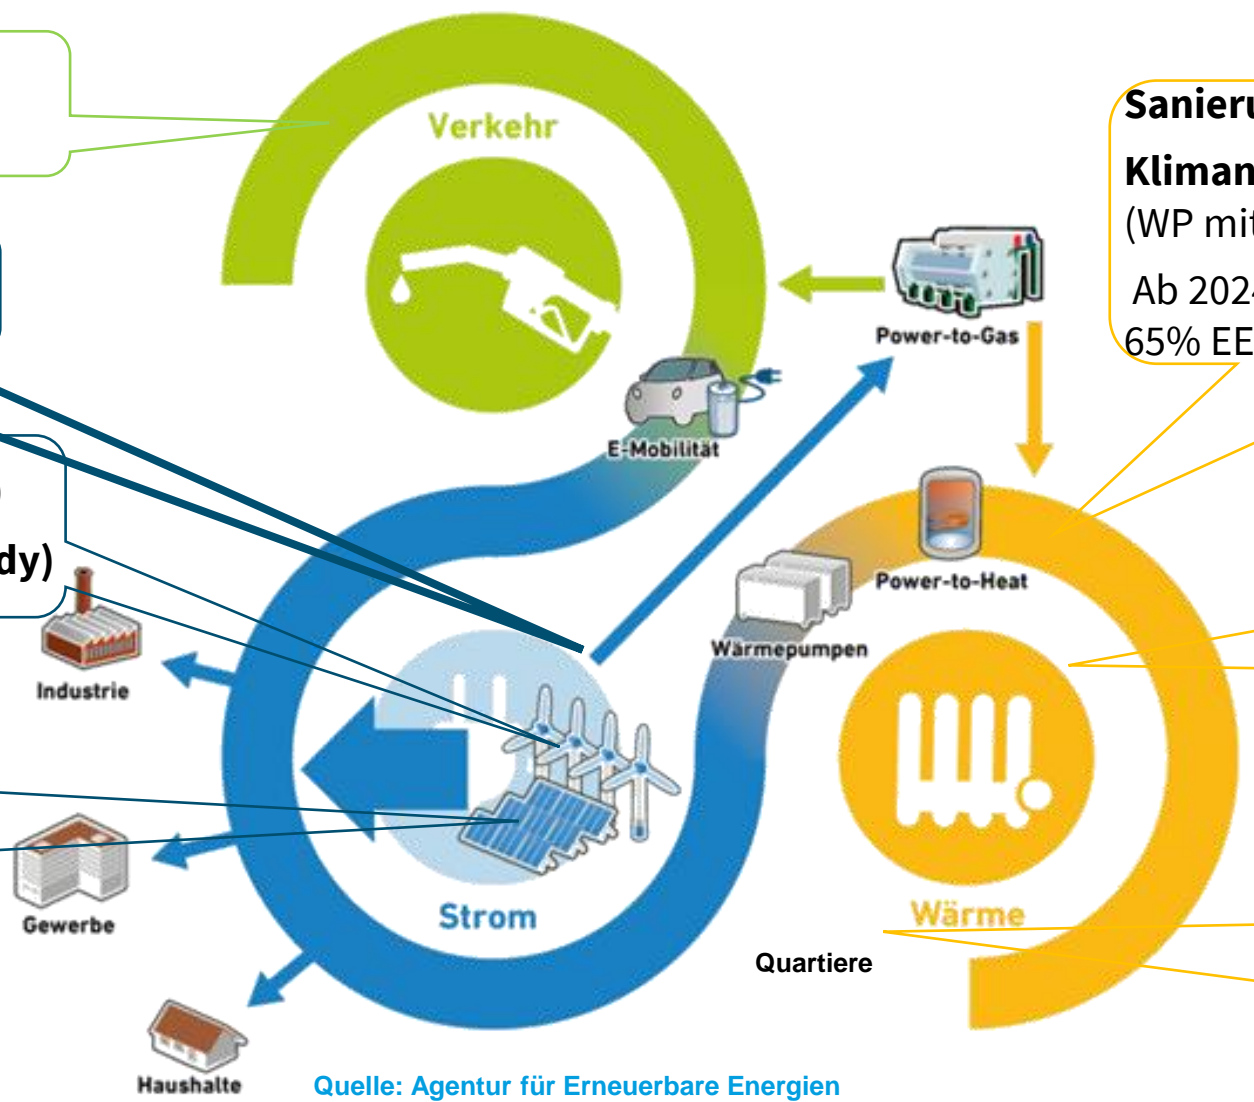 Verkehr
Sanieru
Kliman
(WP mit
Ab 2024
65% EE
Power-to-Gas
E-Mobilität
)
dy)
Power-to-Heat
Wärmepumpen
Industrie
Gewerbe
Strom
Wärme
Quartiere
Haushalte
Quelle: Agentur für Erneuerbare Energien